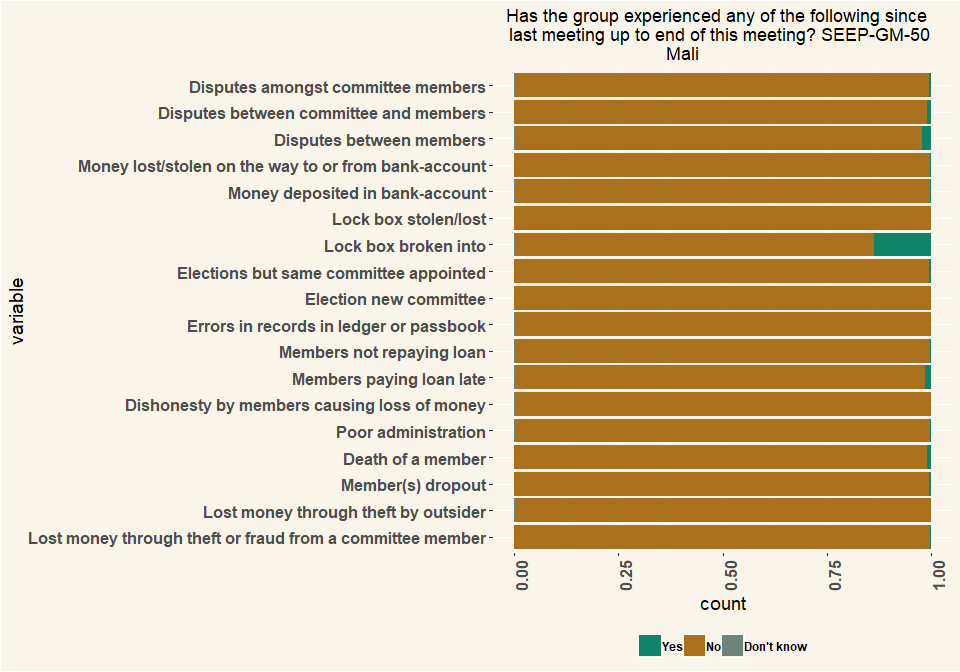 Has the group experienced any of the following since
last meeting up to end of this meeting? SEEP-GM-50
Mali
Disputes amongst committee members
Disputes between committee and members
Disputes between members
Money lost/stolen on the way to or from bank-account
Money deposited in bank-account
Lock box stolen/lost
Lock box broken into
Elections but same committee appointed
Election new committee
Errors in records in ledger or passbook
Members not repaying loan
Members paying loan late
Dishonesty by members causing loss of money
Poor administration
Death of a member
Member(s) dropout
Lost money through theft by outsider
Lost money through theft or fraud from a committee member
variable
0.00
0.25
0.50
0.75
1.00
count
Yes No Don't know